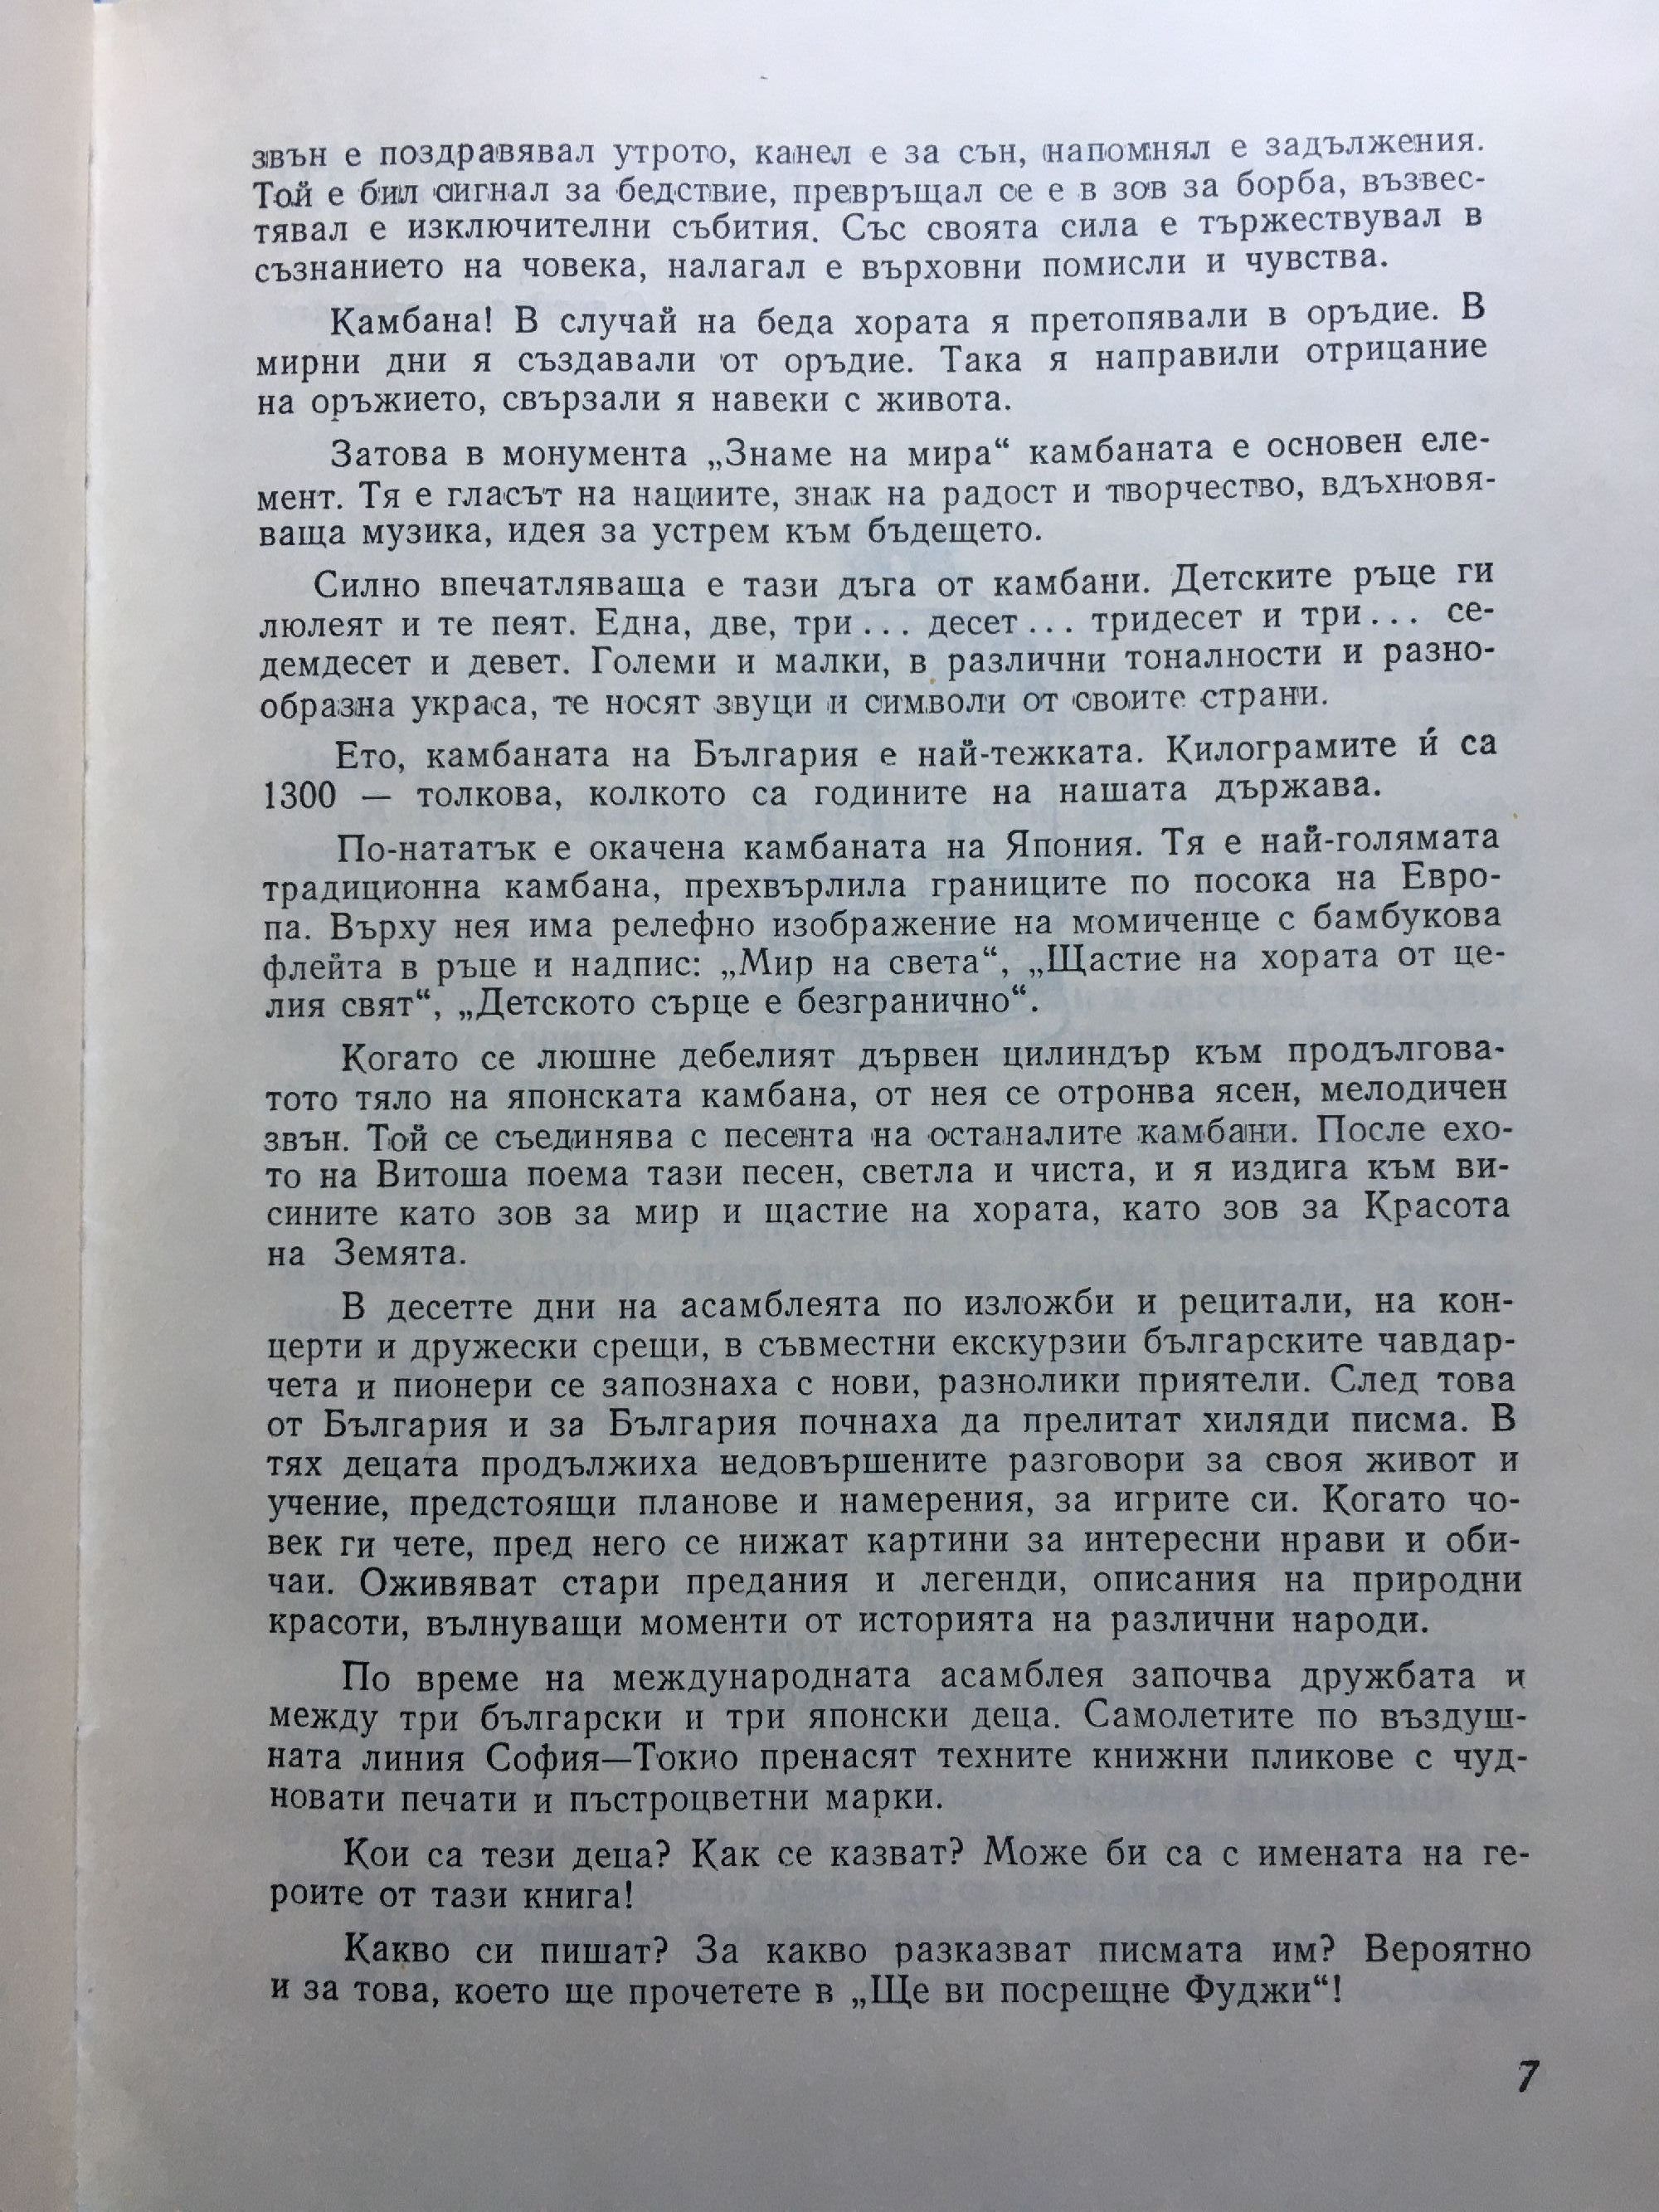 звън е поздравявал утрото, канел е за сън, напомнял е задължения.
Той е бил сигнал за бедствие, превръщал се е в зов за борба, възвес-
тявал е изключителни събития. Със своята сила е тържествувал в
съзнанието на човека, налагал е върховни помисли и чувства.
Камбана! В случай на беда хората я претопявали в оръдие. В
мирни дни я създавали от оръдие. Така я направили отрицание
на оръжието, свързали я навеки с живота.
Затова в монумента „Знаме на мира“ камбаната е основен еле-
мент. Тя е гласът на нациите, знак на радост и творчество, вдъхновя-
ваща музика, идея за устрем към бъдещето.
Силно впечатляваща е тази дъга от камбани. Детските ръце ги
люлеят и те пеят. Една, две, три... десет... тридесет и три... се-
демдесет и девет. Големи и малки, в различни тоналности и разно-
образна украса, те носят звуци и символи от своите страни.
Ето, камбаната на България е най-тежката. Килограмите ѝ са
1300 — толкова, колкото са годините на нашата държава.
По-нататък е окачена камбаната на Япония. Тя е най-голямата
традиционна камбана, прехвърлила границите по посока на Евро-
па. Върху нея има релефно изображение на момиченце с бамбукова
флейта в ръце и надпис: „Мир на света“, „Щастие на хората от це-
лия свят“, „Детското сърце е безгранично“.
Когато се люшне дебелият дървен цилиндър към продългова-
тото тяло на японската камбана, от нея се отронва ясен, мелодичен
звън. Той се съединява с песента на останалите камбани. После ехо-
то на Витоша поема тази песен, светла и чиста, и я издига към ви-
сините като зов за мир и щастие на хората, като зов за Красота
на Земята.
В десетте дни на асамблеята по изложби и рецитали, на кон-
церти и дружески срещи, в съвместни екскурзии българските чавдар-
чета и пионери се запознаха с нови, разнолики приятели. След това
от България и за България почнаха да прелитат хиляди писма. В
тях децата продължиха недовършените разговори за своя живот и
учение, предстоящи планове и намерения, за игрите си. Когато чо-
век ги чете, пред него се нижат картини за интересни нрави и оби-
чаи. Оживяват стари предания и легенди, описания на природни
красоти, вълнуващи моменти от историята на различни народи.
По време на международната асамблея започва дружбата и
между три български и три японски деца. Самолетите по въздуш-
ната линия София—Токио пренасят техните книжни пликове с чуд-
новати печати и пъстроцветни марки.
Кои са тези деца? Как се казват? Може би са с имената на ге-
роите от тази книга!
Какво си пишат? За какво разказват писмата им? Вероятно
и за това, което ще прочетете в „Ще ви посрещне Фуджи“!
7